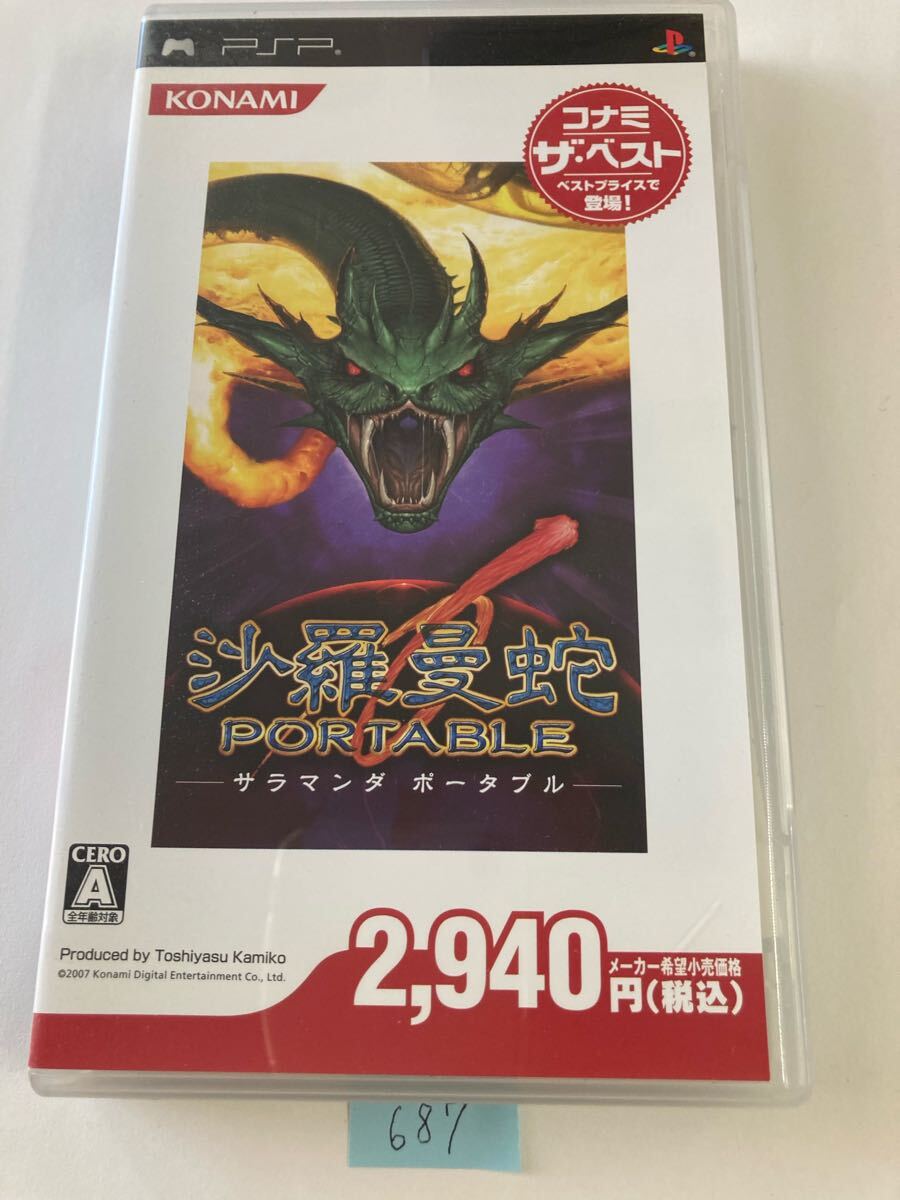 PSP
KONAMI
コナミ
ザ・ベスト
ベストプライスで
登場!
沙羅曼蛇
PORTABLE
サラマンダ ポータブル
CERO
A
全年齢対象
Produced by Toshiyasu Kamiko
©2007 Konami Digital Entertainment Co., Ltd.
2,940
メーカー希望小売価格
円(税込)
687